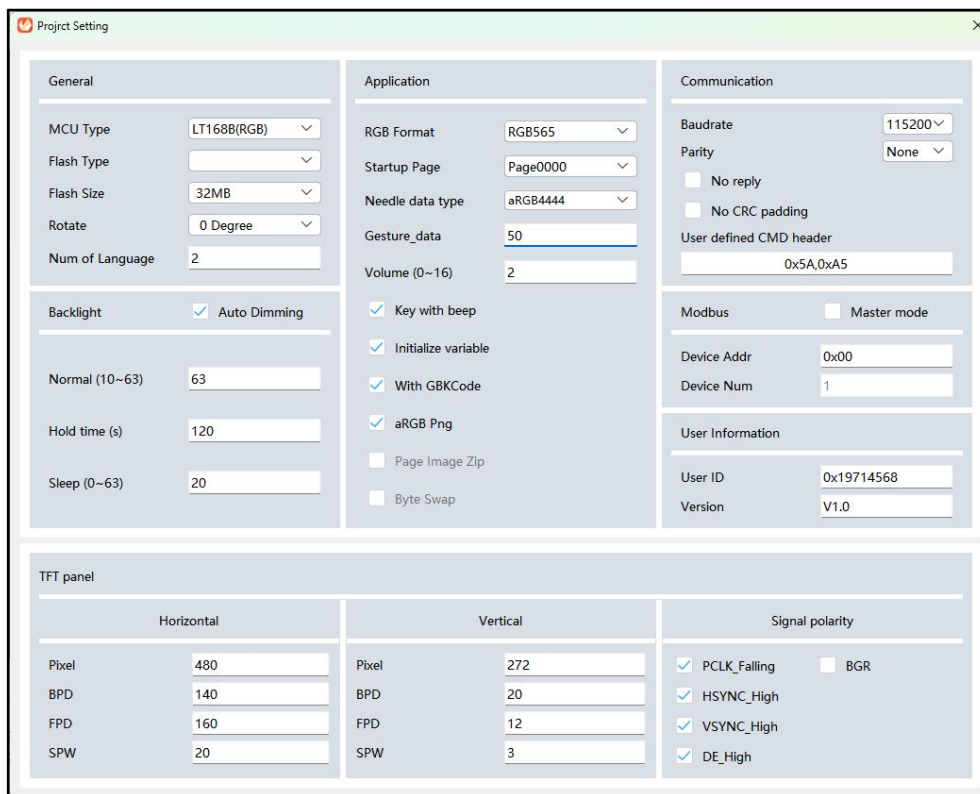 Projrct Setting
General
MCU Type LT168B(RGB)
Flash Type
Flash Size 32MB
Rotate 0 Degree
Num of Language 2
Backlight Auto Dimming
Normal (10~63) 63
Hold time (s) 120
Sleep (0~63) 20
Application
RGB Format RGB565
Startup Page Page0000
Needle data type aRGB4444
Gesture_data 50
Volume (0~16) 2
Key with beep
Initialize variable
With GBKCode
aRGB Png
Page Image Zip
Byte Swap
Communication
Baudrate 115200
Parity None
No reply
No CRC padding
User defined CMD header
0x5A,0xA5
Modbus Master mode
Device Addr 0x00
Device Num 1
User Information
User ID 0x19714568
Version V1.0
TFT panel
Horizontal
Pixel 480
BPD 140
FPD 160
SPW 20
Vertical
Pixel 272
BPD 20
FPD 12
SPW 3
Signal polarity
PCLK_Falling BGR
HSYNC_High
VSYNC_High
DE_High